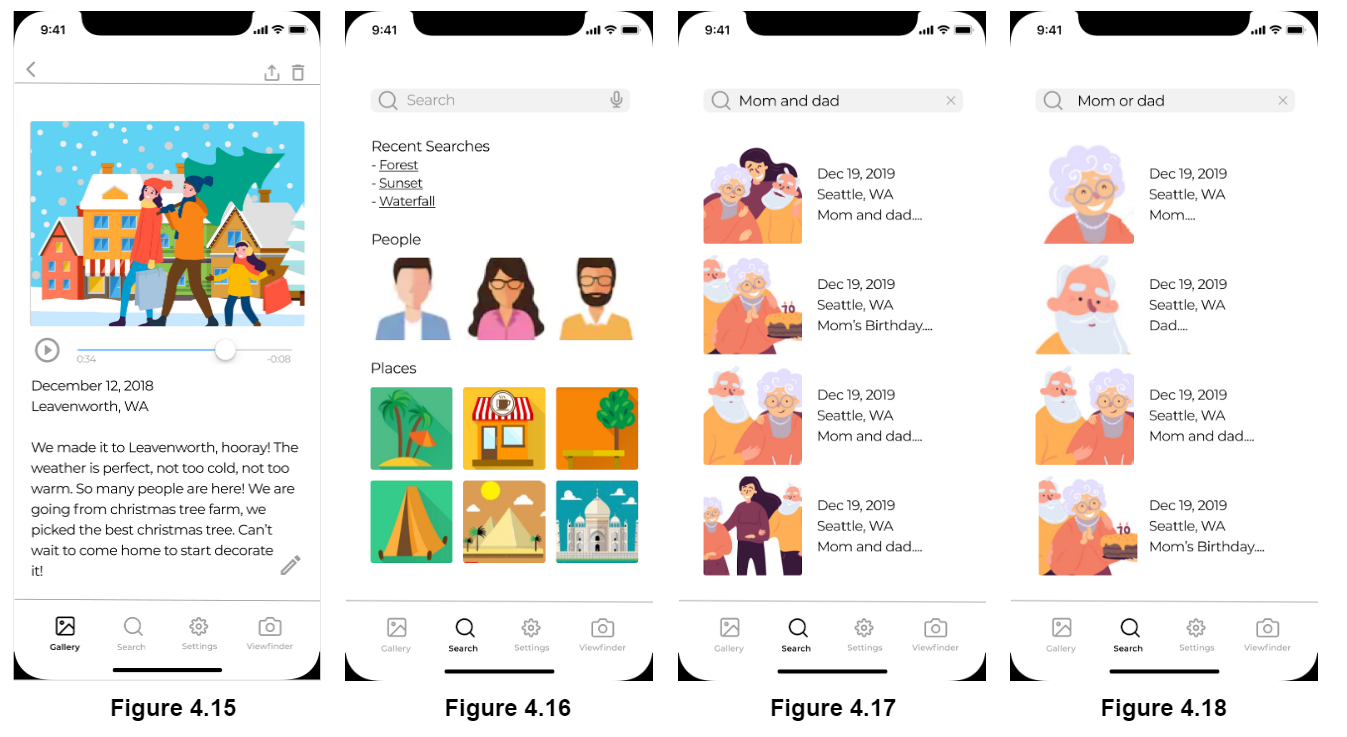 9:41
0:34
-0:08
December 12, 2018
Leavenworth, WA
We made it to Leavenworth, hooray! The
weather is perfect, not too cold, not too
warm. So many people are here! We are
going from christmas tree farm, we
picked the best christmas tree. Can't
wait to come home to start decorate
it!
Gallery
Search
Settings
Viewfinder
Figure 4.15
9:41
Search
Recent Searches
- Forest
- Sunset
- Waterfall
People
Places
Gallery
Search
Settings
Viewfinder
Figure 4.16
9:41
Mom and dad
Dec 19, 2019
Seattle, WA
Mom and dad....
Dec 19, 2019
Seattle, WA
Mom's Birthday....
70
Dec 19, 2019
Seattle, WA
Mom and dad....
Dec 19, 2019
Seattle, WA
Mom and dad....
Gallery
Search
Settings
Viewfinder
Figure 4.17
9:41
Mom or dad
Dec 19, 2019
Seattle, WA
Mom....
Dec 19, 2019
Seattle, WA
Dad....
Dec 19, 2019
Seattle, WA
Mom and dad....
Dec 19, 2019
Seattle, WA
Mom's Birthday....
70
Gallery
Search
Settings
Viewfinder
Figure 4.18